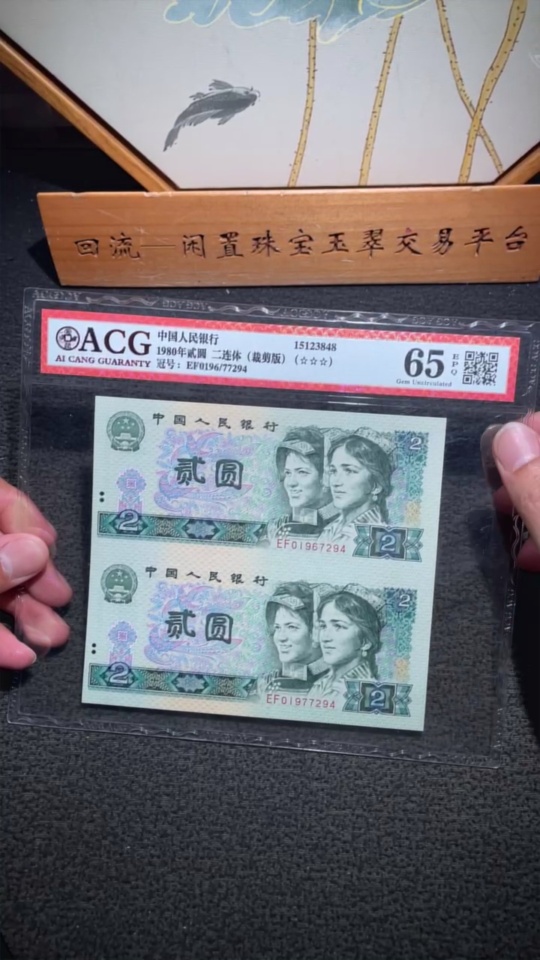 回流一闲置珠宝玉翠交易平台
ACG
AI CANG GUARANTY
中国人民银行
1980年贰圆 二连体（裁剪版）（☆☆☆）
冠号：EF0196/77294
15123848
65
EPQ
Gem Uncirculated
中国人民银行
2
贰圆
2
2
EF01967294
中国人民银行
2
贰圆
2
2
EF01977294